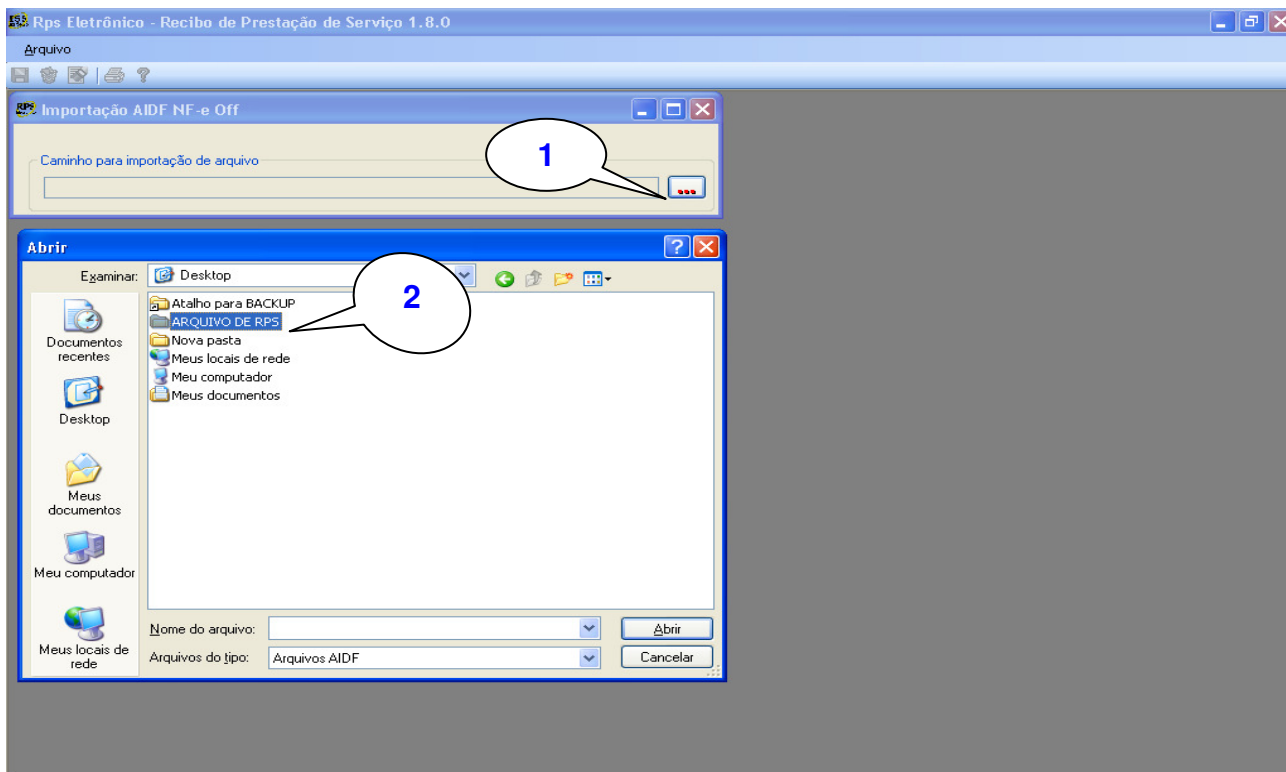 Rps Eletrônico - Recibo de Prestação de Serviço 1.8.0
Arquivo
Importação AIDF NF-e Off
Caminho para importação de arquivo
...
1
Abrir
Examinar:
Desktop
2
Atalho para BACKUP
ARQUIVO DE RPS
Nova pasta
Meus locais de rede
Meu computador
Meus documentos
Documentos
recentes
Desktop
Meus
documentos
Meu computador
Meus locais de
rede
Nome do arquivo:
Abrir
Arquivos do tipo:
Arquivos AIDF
Cancelar